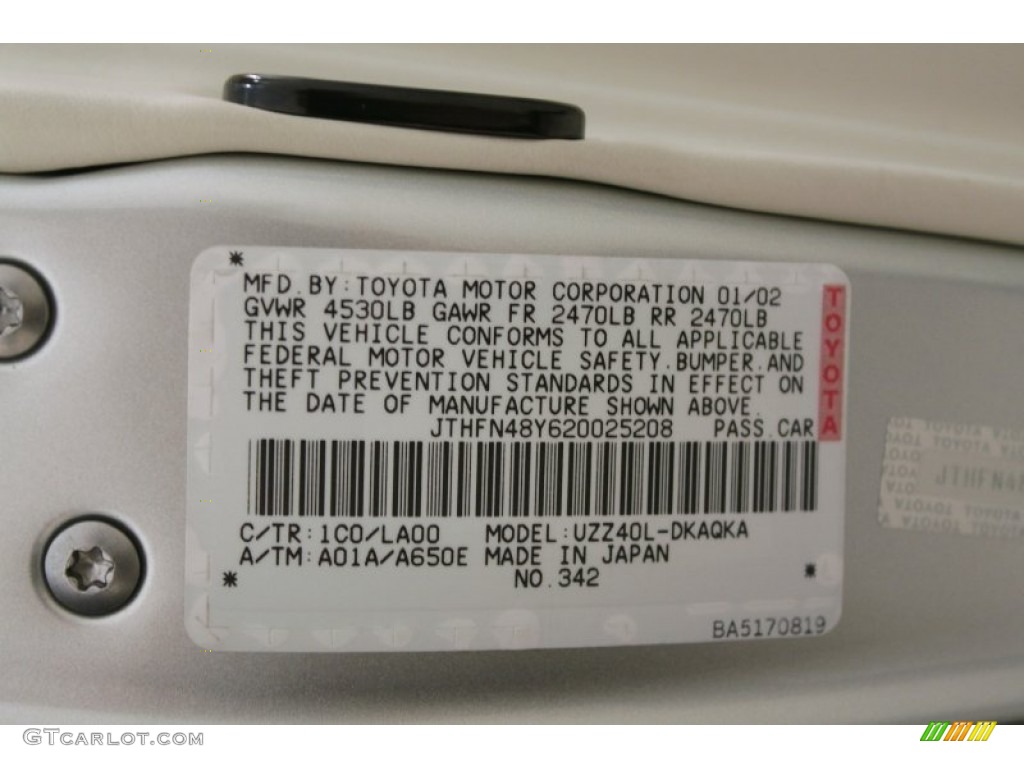 *
MFD. BY: TOYOTA MOTOR CORPORATION 01/02
GVWR 4530LB GAWR FR 2470LB RR 2470LB
THIS VEHICLE CONFORMS TO ALL APPLICABLE
FEDERAL MOTOR VEHICLE SAFETY. BUMPER. AND
THEFT PREVENTION STANDARDS IN EFFECT ON
THE DATE OF MANUFACTURE SHOWN ABOVE.
JTHFN48Y620025208 PASS. CAR
TOYOTA
C/TR: 1C0/LA00 MODEL: UZZ40L-DKAQKA
A/TM: A01A/A650E MADE IN JAPAN
* NO. 342 *
BA5170819
JTHFN4
GTCarlot.com